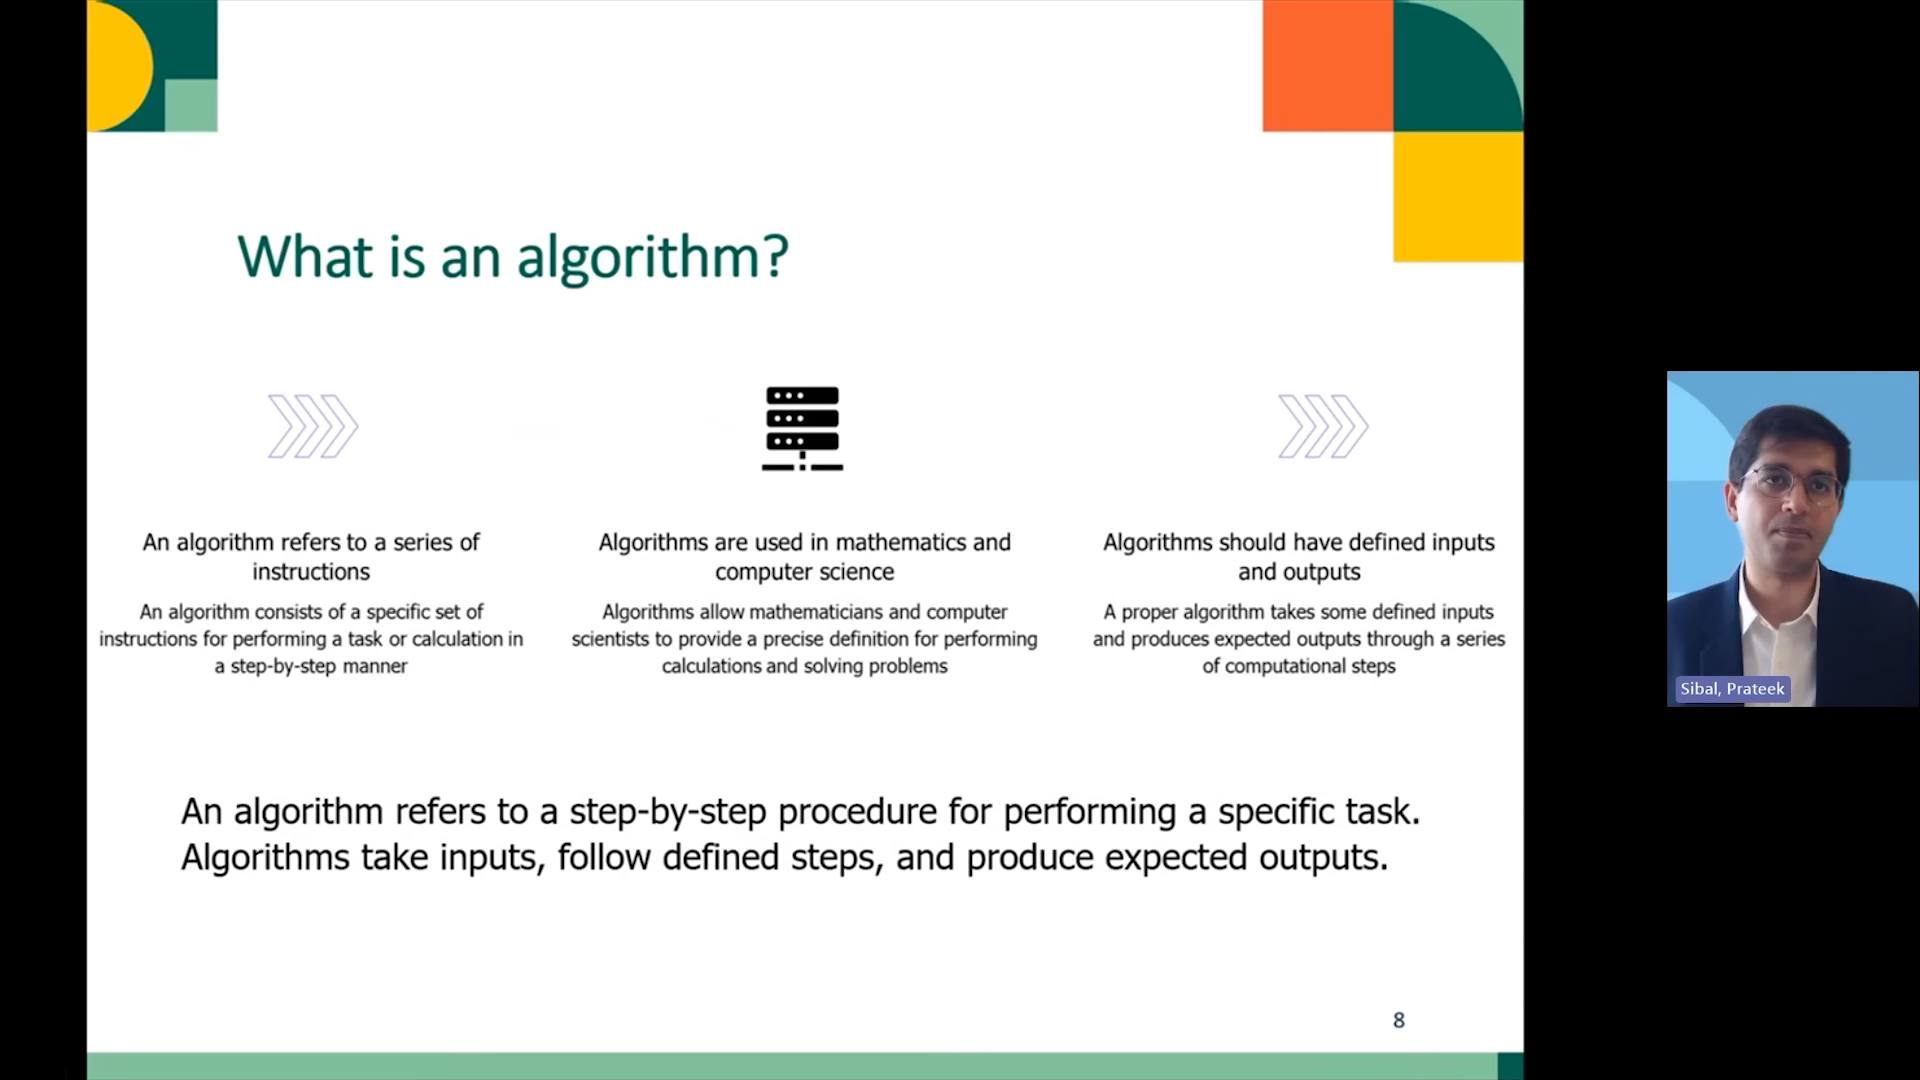 What is an algorithm?
An algorithm refers to a series of
instructions
An algorithm consists of a specific set of
instructions for performing a task or calculation in
a step-by-step manner
Algorithms are used in mathematics and
computer science
Algorithms allow mathematicians and computer
scientists to provide a precise definition for performing
calculations and solving problems
Algorithms should have defined inputs
and outputs
A proper algorithm takes some defined inputs
and produces expected outputs through a series
of computational steps
An algorithm refers to a step-by-step procedure for performing a specific task.
Algorithms take inputs, follow defined steps, and produce expected outputs.
8
Sibal, Prateek